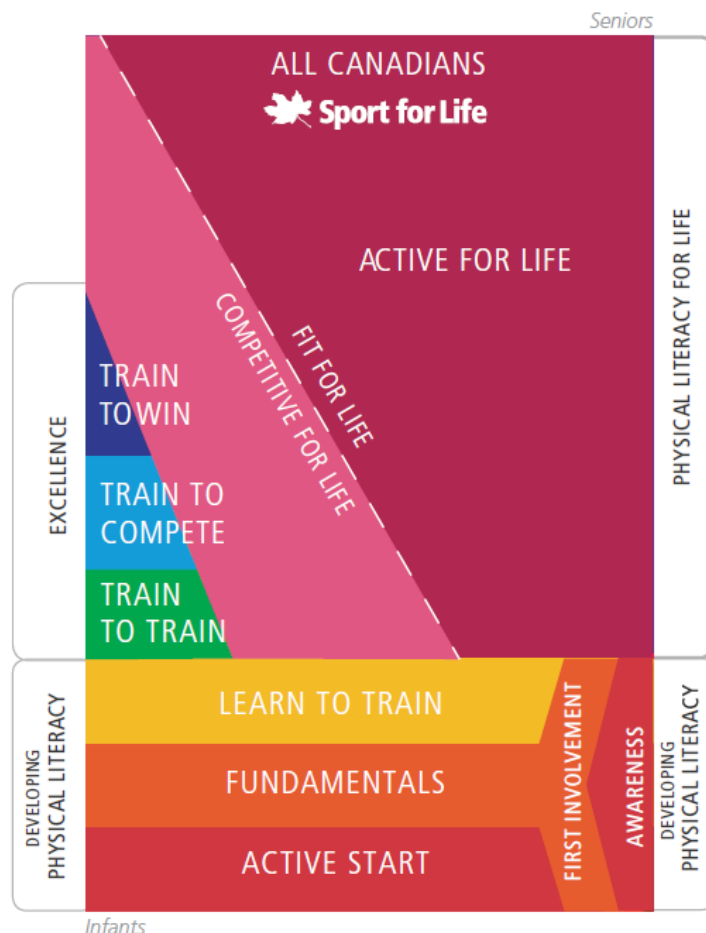 Seniors
ALL CANADIANS
Sport for Life
ACTIVE FOR LIFE
FIT FOR LIFE
COMPETITIVE FOR LIFE
PHYSICAL LITERACY FOR LIFE
EXCELLENCE
TRAIN
TO WIN
TRAIN TO
COMPETE
TRAIN
TO TRAIN
DEVELOPING
PHYSICAL LITERACY
LEARN TO TRAIN
FUNDAMENTALS
ACTIVE START
FIRST INVOLVEMENT
AWARENESS
DEVELOPING
PHYSICAL LITERACY
Infants